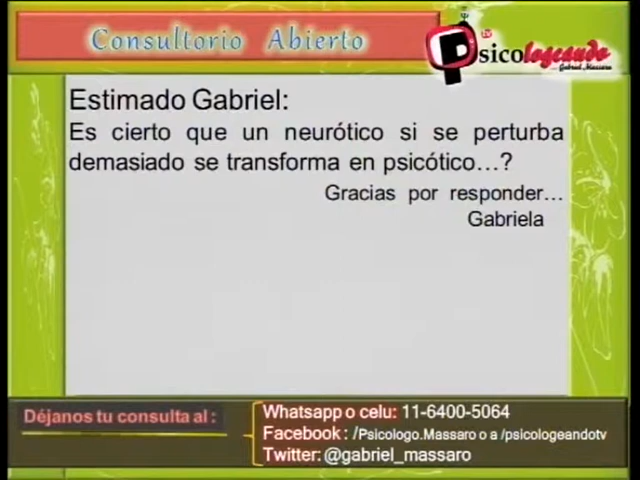 Consultorio Abierto
Psicologeando tv
Gabriel Massaro
Estimado Gabriel:
Es cierto que un neurótico si se perturba
demasiado se transforma en psicótico…?
Gracias por responder…
Gabriela
Déjanos tu consulta al :
Whatsapp o celu: 11-6400-5064
Facebook : /Psicologo.Massaro o a /psicologeandotv
Twitter: @gabriel_massaro